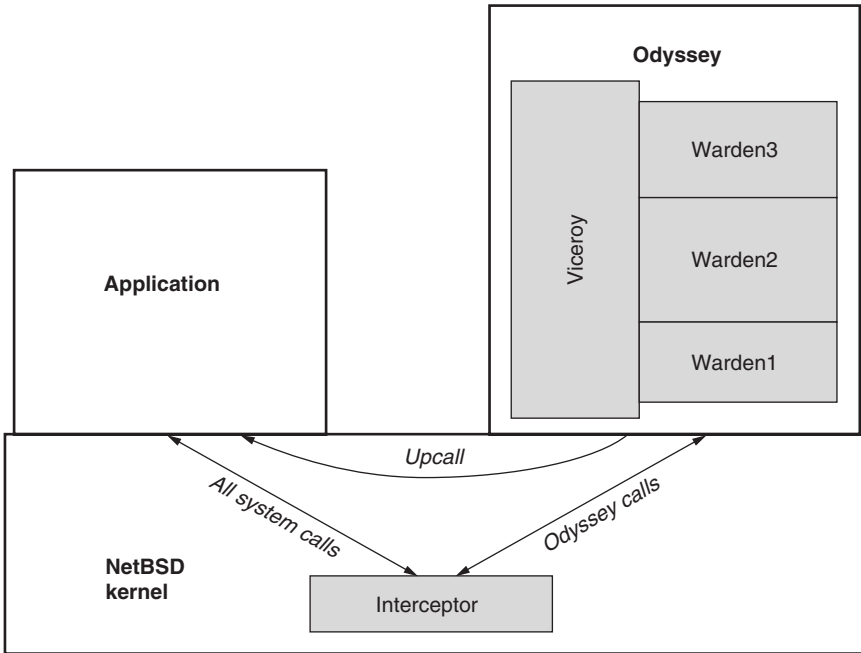 Odyssey
Warden3
Viceroy
Warden2
Application
Warden1
Upcall
All system calls
Odyssey calls
NetBSD
kernel
Interceptor